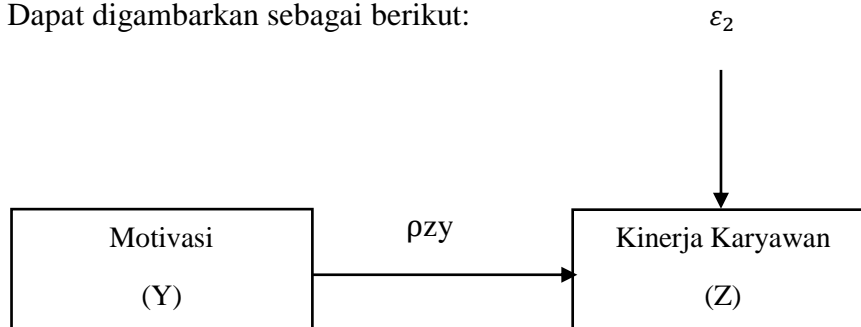 Dapat digambarkan sebagai berikut:
ε₂
ρzy
Motivasi
(Y)
Kinerja Karyawan
(Z)